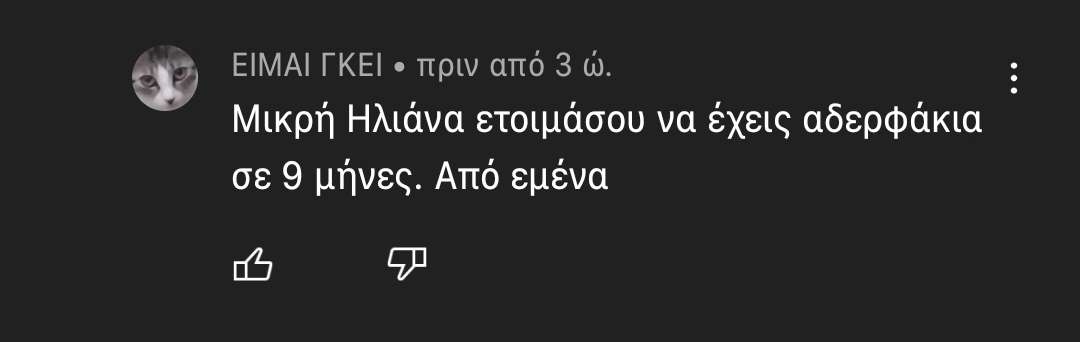 ΕΙΜΑΙ ΓΚΕΙ • πριν από 3 ώ.
Μικρή Ηλιάνα ετοιμάσου να έχεις αδερφάκια
σε 9 μήνες. Από εμένα